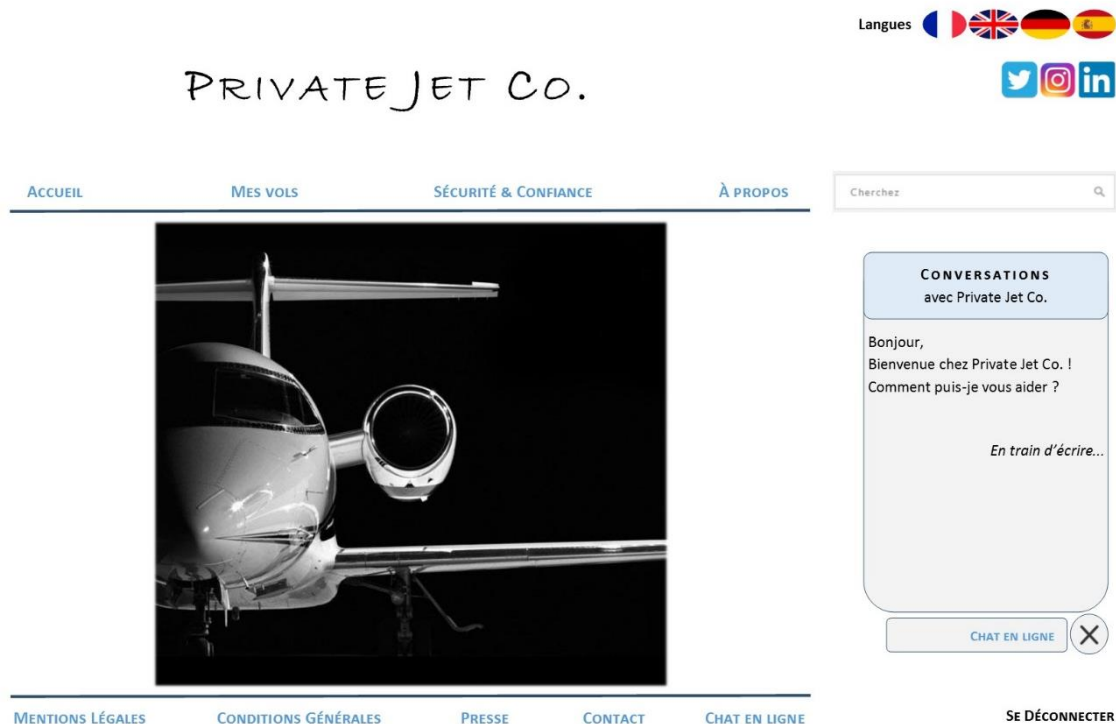 Langues
PRIVATE JET CO.
in
ACCUEIL
MES VOLS
SÉCURITÉ & CONFIANCE
À PROPOS
Cherchez
CONVERSATIONS
avec Private Jet Co.
Bonjour,
Bienvenue chez Private Jet Co. !
Comment puis-je vous aider ?
En train d'écrire...
CHAT EN LIGNE
MENTIONS LÉGALES
CONDITIONS GÉNÉRALES
PRESSE
CONTACT
CHAT EN LIGNE
SE DÉCONNECTER